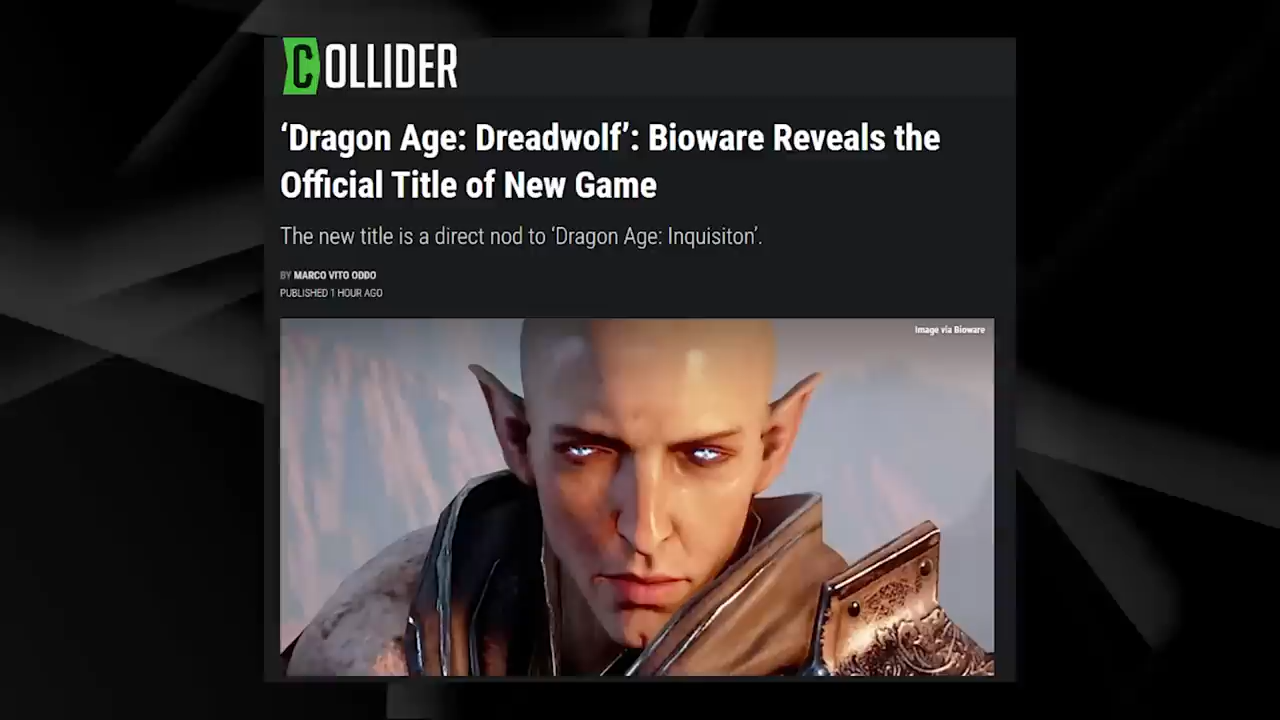 COLLIDER
‘Dragon Age: Dreadwolf’: Bioware Reveals the
Official Title of New Game
The new title is a direct nod to ‘Dragon Age: Inquisiton’.
BY MARCO VITO ODDO
PUBLISHED 1 HOUR AGO
Image via Bioware